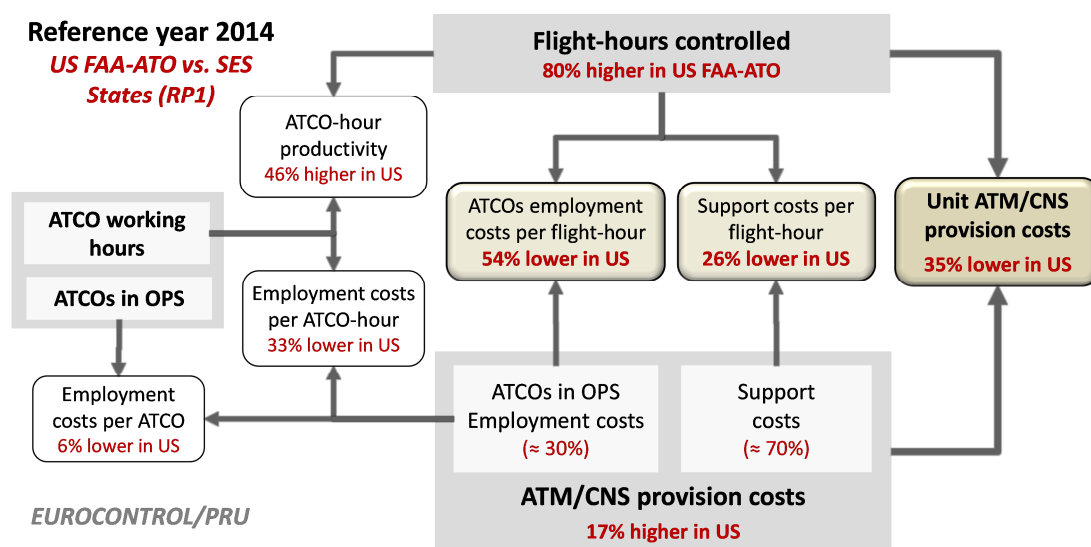 Reference year 2014
US FAA-ATO vs. SES
States (RP1)
Flight-hours controlled
80% higher in US FAA-ATO
ATCO-hour
productivity
46% higher in US
ATCO working
hours
ATCOs in OPS
Employment costs
per ATCO-hour
33% lower in US
Employment
costs per ATCO
6% lower in US
ATCOs employment
costs per flight-hour
54% lower in US
Support costs per
flight-hour
26% lower in US
Unit ATM/CNS
provision costs
35% lower in US
ATCOs in OPS
Employment costs
(≈ 30%)
Support
costs
(≈ 70%)
ATM/CNS provision costs
17% higher in US
EUROCONTROL/PRU